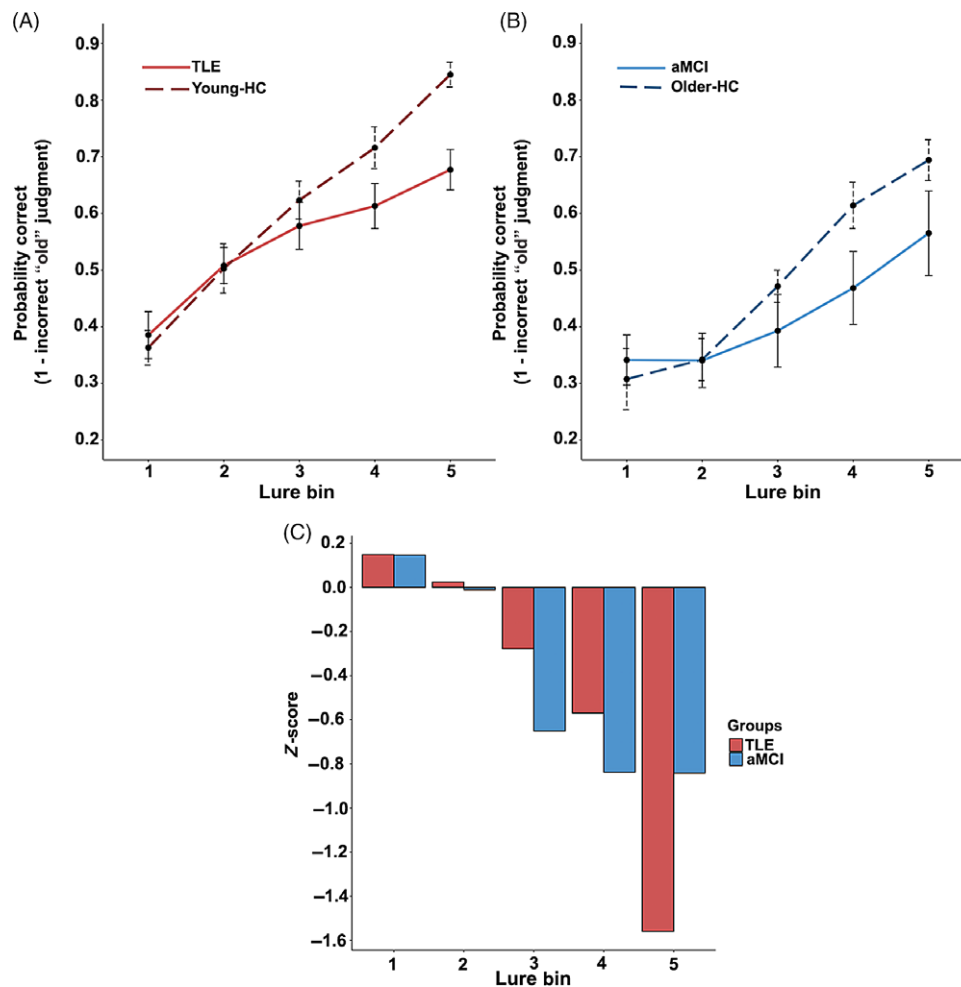 (A)
0.9
0.8
0.7
0.6
0.5
0.4
0.3
0.2
Probability correct
(1 - incorrect “old” judgment)
TLE
Young-HC
1 2 3 4 5
Lure bin
(B)
0.9
0.8
0.7
0.6
0.5
0.4
0.3
0.2
Probability correct
(1 - incorrect “old” judgment)
aMCI
Older-HC
1 2 3 4 5
Lure bin
(C)
0.2
0.0
−0.2
−0.4
−0.6
−0.8
−1.0
−1.2
−1.4
−1.6
Z-score
Groups
TLE
aMCI
1 2 3 4 5
Lure bin